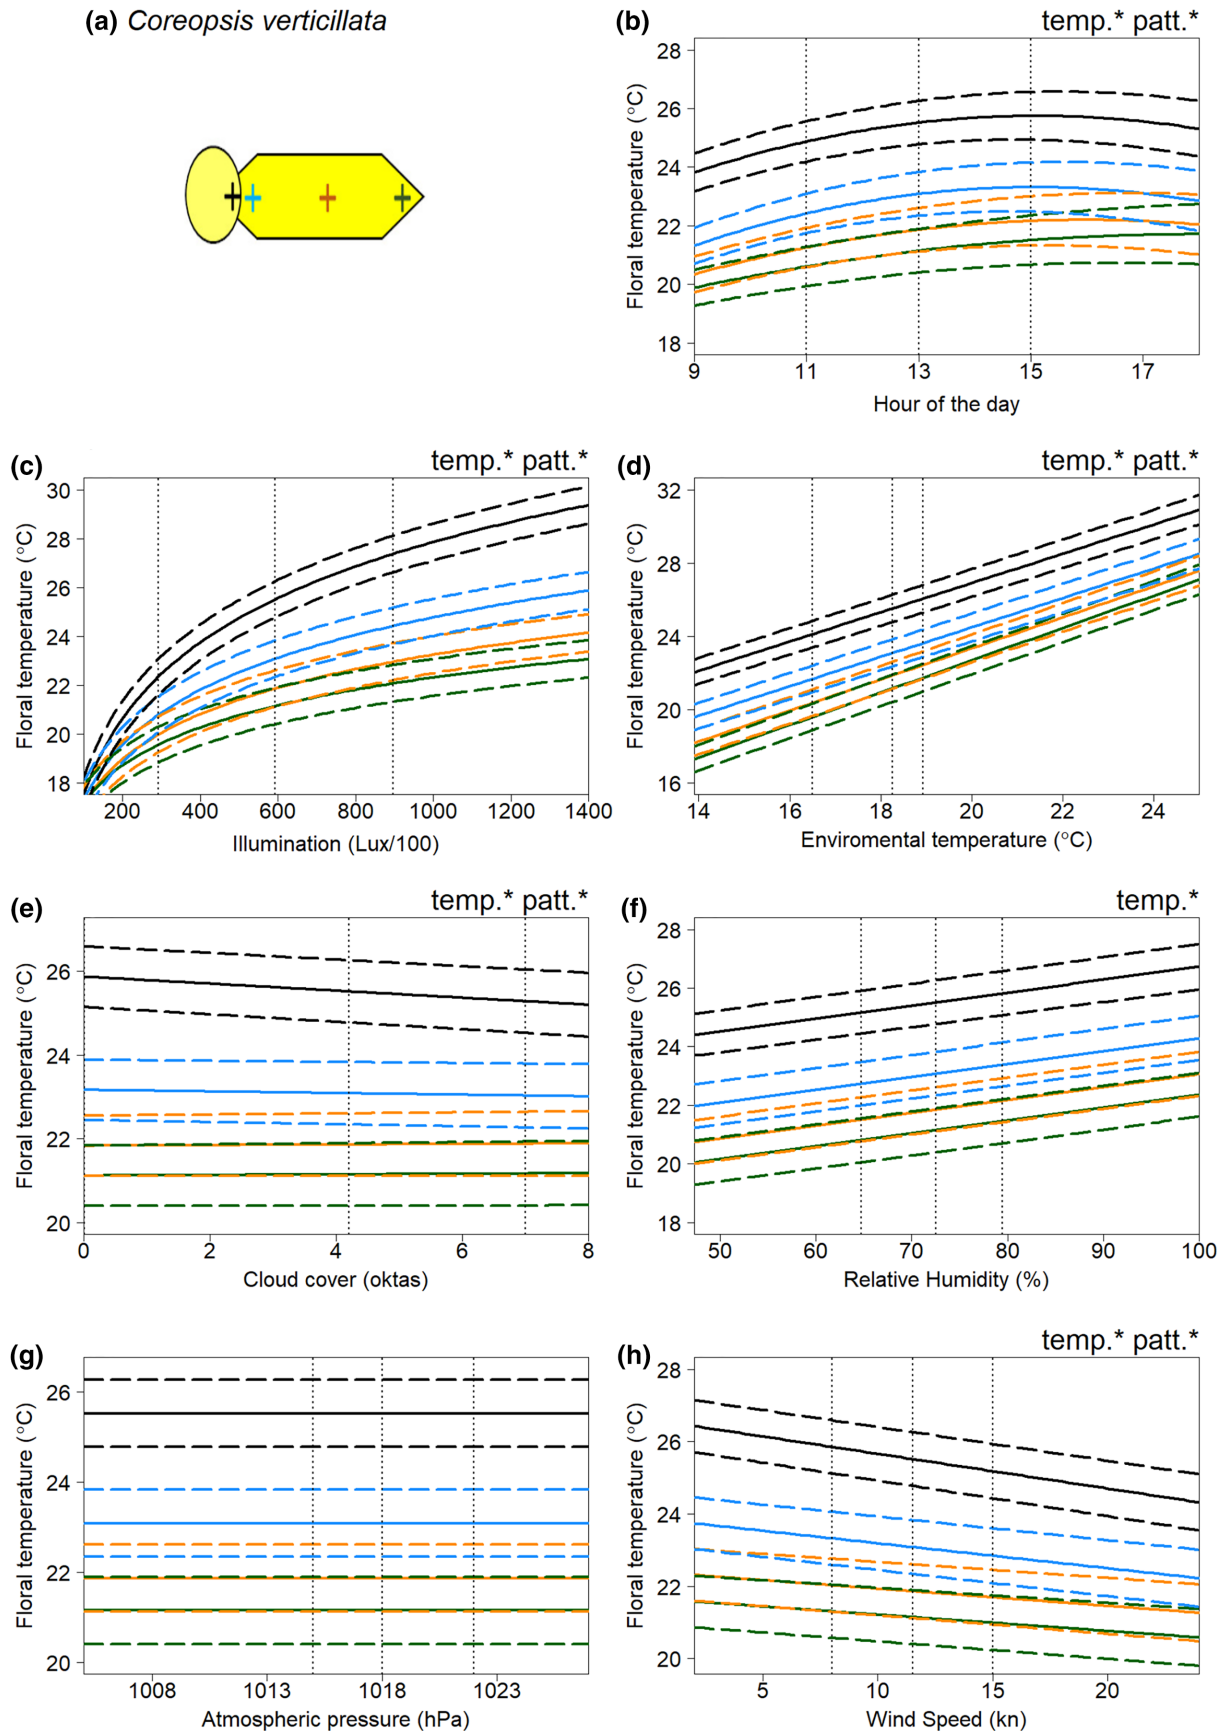 (a) Coreopsis verticillata
(b) temp.* patt.*
28
26
24
22
20
18
Floral temperature (°C)
9 11 13 15 17
Hour of the day
(c) temp.* patt.*
30
28
26
24
22
20
18
Floral temperature (°C)
200 400 600 800 1000 1200 1400
Illumination (Lux/100)
(d) temp.* patt.*
32
28
24
20
16
Floral temperature (°C)
14 16 18 20 22 24
Enviromental temperature (°C)
(e) temp.* patt.*
26
24
22
20
Floral temperature (°C)
0 2 4 6 8
Cloud cover (oktas)
(f) temp.*
28
26
24
22
20
18
Floral temperature (°C)
50 60 70 80 90 100
Relative Humidity (%)
(g)
26
24
22
20
Floral temperature (°C)
1008 1013 1018 1023
Atmospheric pressure (hPa)
(h) temp.* patt.*
28
26
24
22
20
Floral temperature (°C)
5 10 15 20
Wind Speed (kn)